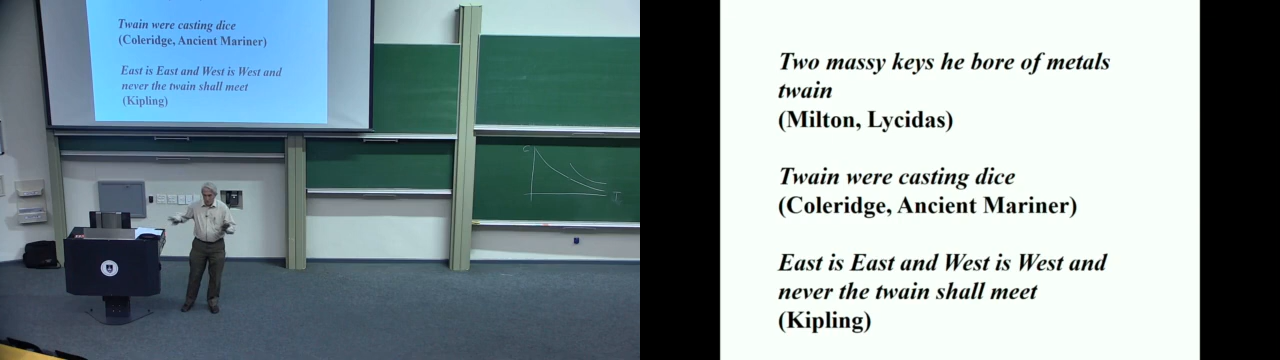 Twain were casting dice
(Coleridge, Ancient Mariner)
East is East and West is West and
never the twain shall meet
(Kipling)
C
I
Two massy keys he bore of metals
twain
(Milton, Lycidas)
Twain were casting dice
(Coleridge, Ancient Mariner)
East is East and West is West and
never the twain shall meet
(Kipling)